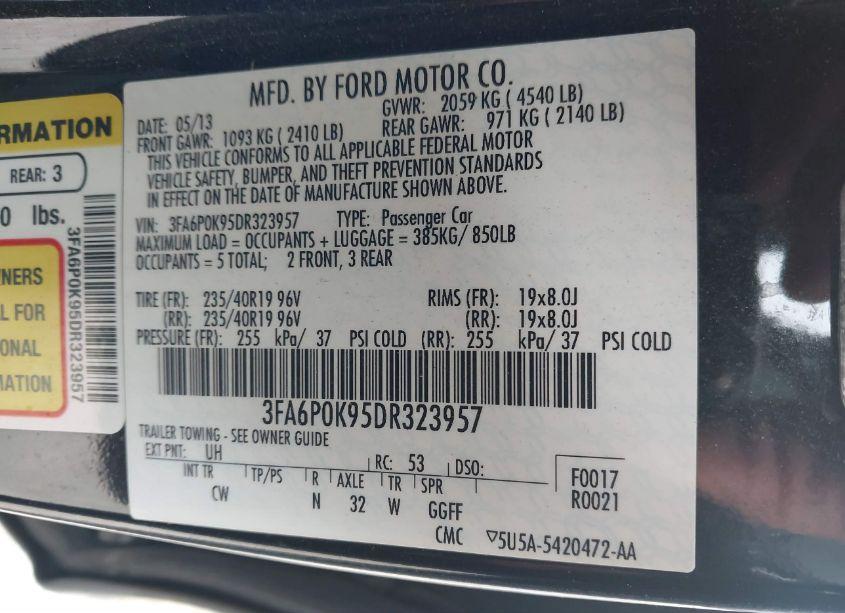 RMATION
REAR: 3
0 lbs.
3FA6P0K95DR323957
NERS
L FOR
ONAL
MATION
MFD. BY FORD MOTOR CO.
DATE: 05/13 GVWR: 2059 KG ( 4540 LB)
FRONT GAWR: 1093 KG ( 2410 LB) REAR GAWR: 971 KG ( 2140 LB)
THIS VEHICLE CONFORMS TO ALL APPLICABLE FEDERAL MOTOR
VEHICLE SAFETY, BUMPER, AND THEFT PREVENTION STANDARDS
IN EFFECT ON THE DATE OF MANUFACTURE SHOWN ABOVE.
VIN: 3FA6P0K95DR323957 TYPE: Passenger Car
MAXIMUM LOAD = OCCUPANTS + LUGGAGE = 385KG/ 850LB
OCCUPANTS = 5 TOTAL; 2 FRONT, 3 REAR
TIRE (FR): 235/40R19 96V RIMS (FR): 19x8.0J
(RR): 235/40R19 96V (RR): 19x8.0J
PRESSURE (FR): 255 kPa/ 37 PSI COLD (RR): 255 kPa/ 37 PSI COLD
3FA6P0K95DR323957
TRAILER TOWING - SEE OWNER GUIDE
EXT PNT: UH RC: 53 DSO:
INT TR TP/PS R AXLE TR SPR
CW N 32 W GGFF
F0017
R0021
CMC ▽5U5A-5420472-AA